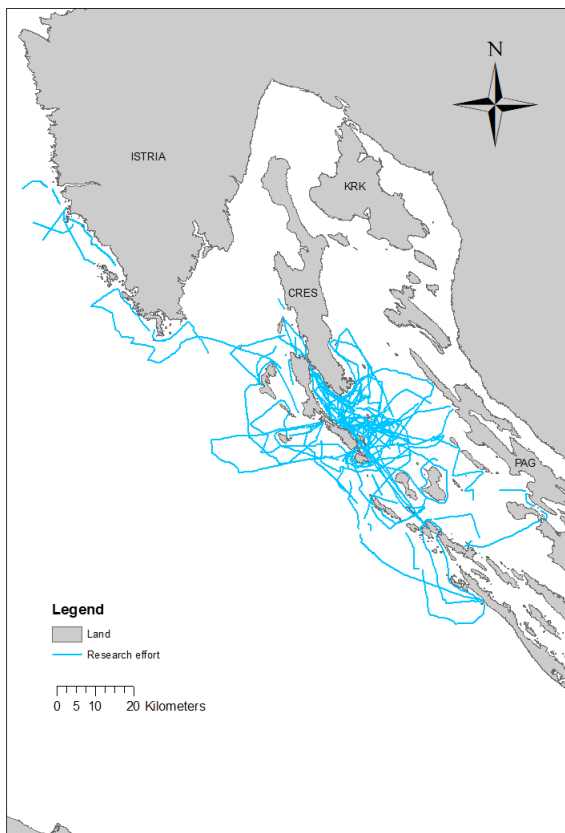 N
ISTRIA
KRK
CRES
PAG
Legend
Land
Research effort
0 5 10 20 Kilometers